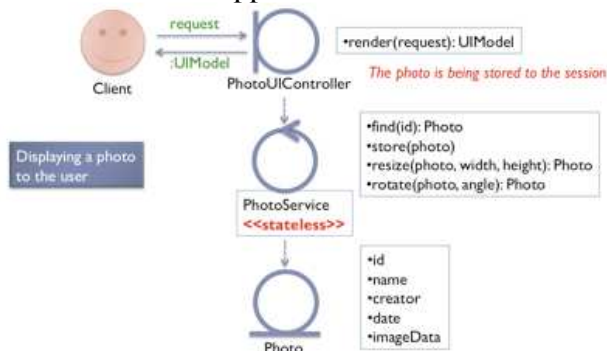 request
:UIModel
Client
PhotoUIController
•render(request): UIModel
The photo is being stored to the session
Displaying a photo
to the user
•find(id): Photo
•store(photo)
•resize(photo, width, height): Photo
•rotate(photo, angle): Photo
PhotoService
<<stateless>>
•id
•name
•creator
•date
•imageData
Photo